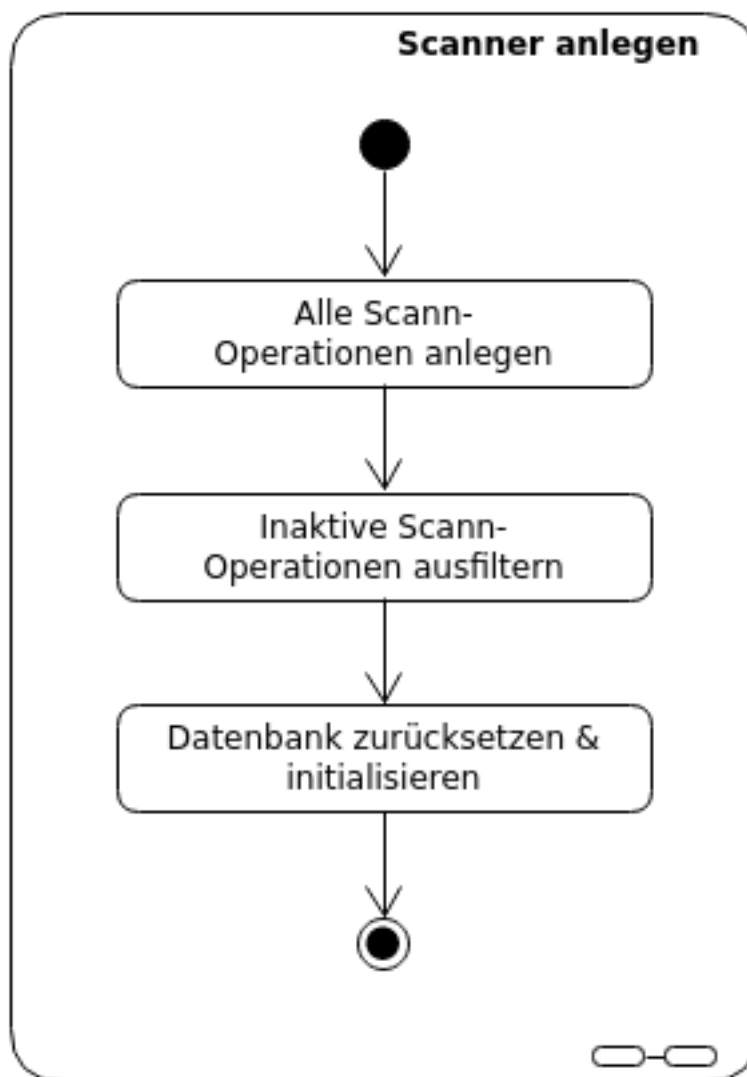 Scanner anlegen
Alle Scann-
Operationen anlegen
Inaktive Scann-
Operationen ausfiltern
Datenbank zurücksetzen &
initialisieren